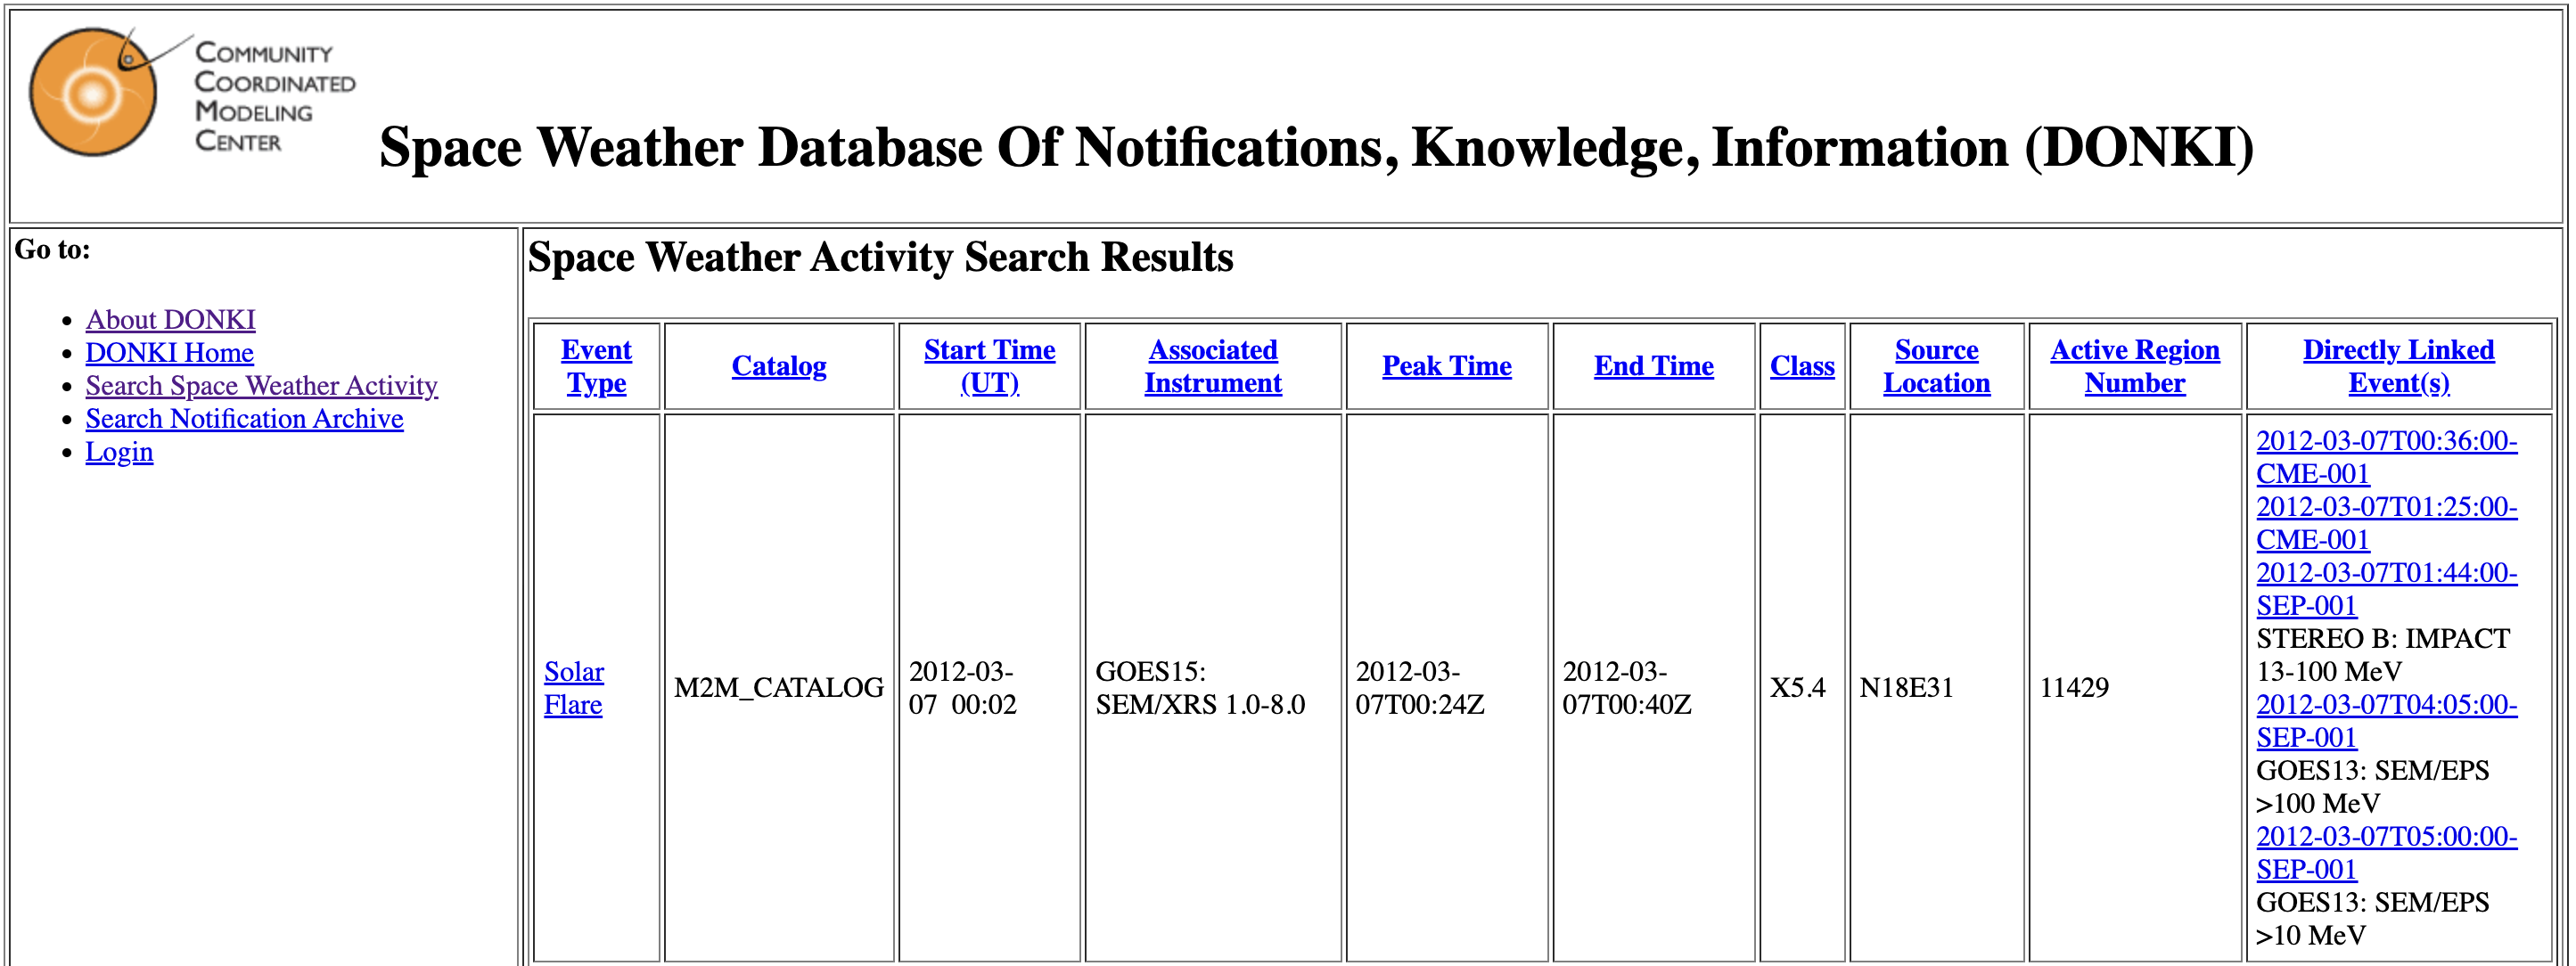 COMMUNITY
COORDINATED
MODELING
CENTER
Space Weather Database Of Notifications, Knowledge, Information (DONKI)
Go to:
About DONKI
DONKI Home
Search Space Weather Activity
Search Notification Archive
Login
Space Weather Activity Search Results
Event
Type
Catalog
Start Time
(UT)
Associated
Instrument
Peak Time
End Time
Class
Source
Location
Active Region
Number
Directly Linked
Event(s)
Solar
Flare
M2M_CATALOG
2012-03-
07 00:02
GOES15:
SEM/XRS 1.0-8.0
2012-03-
07T00:24Z
2012-03-
07T00:40Z
X5.4
N18E31
11429
2012-03-07T00:36:00-
CME-001
2012-03-07T01:25:00-
CME-001
2012-03-07T01:44:00-
SEP-001
STEREO B: IMPACT
13-100 MeV
2012-03-07T04:05:00-
SEP-001
GOES13: SEM/EPS
>100 MeV
2012-03-07T05:00:00-
SEP-001
GOES13: SEM/EPS
>10 MeV